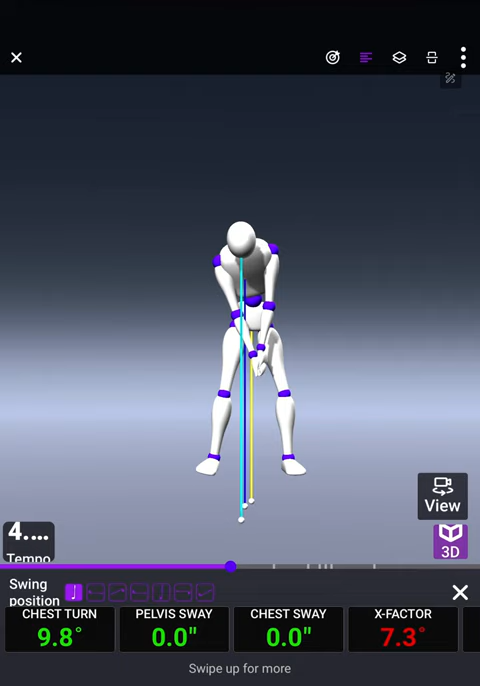 View
4....
Tempo
3D
Swing
position
CHEST TURN
PELVIS SWAY
CHEST SWAY
X-FACTOR
9.8°
0.0"
0.0"
7.3°
Swipe up for more